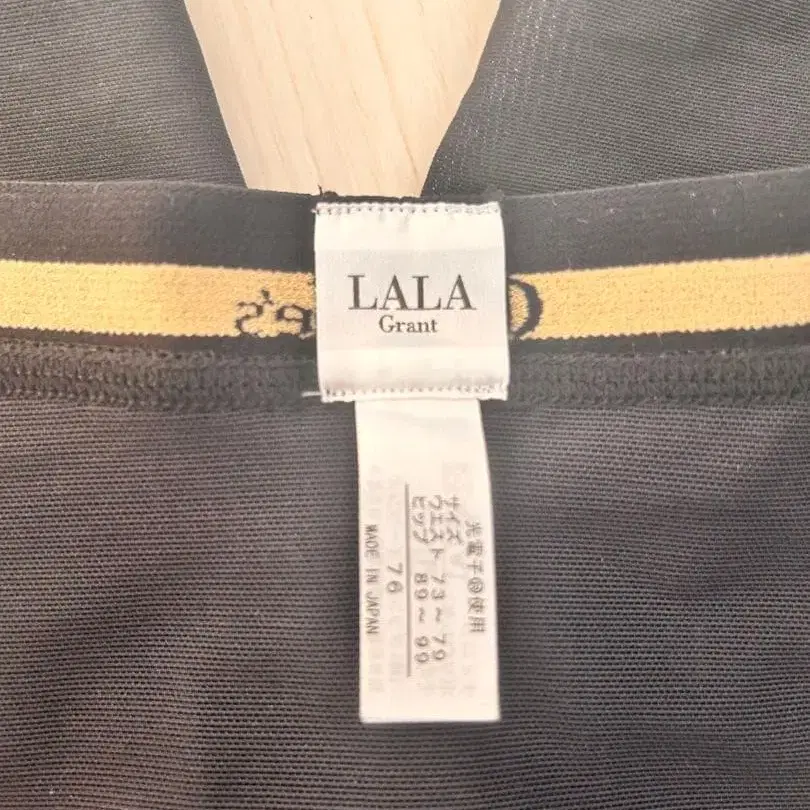 LALA
Grant
光電子®使用
サイズ
ウエスト 73～79
ヒップ 89～99
76
MADE IN JAPAN